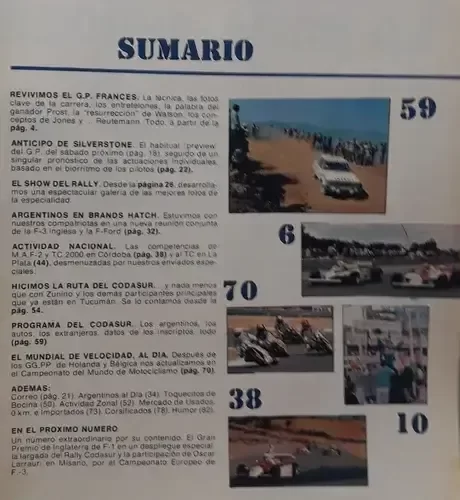 SUMARIO
REVIVIMOS EL G.P. FRANCES. La técnica, las fotos
clave de la carrera, los entretelones, la palabra del
ganador Prost, la "resurrección" de Watson, los con-
ceptos de Jones y ... Reutemann. Todo, a partir de la
pág. 4.
ANTICIPO DE SILVERSTONE. El habitual "preview"
del G.P. del sábado próximo (pág. 18), seguido de un
singular pronóstico de las actuaciones individuales,
basado en el biorritmo de los pilotos (pág. 22).
EL SHOW DEL RALLY. Desde la página 26, desarrolla-
mos una espectacular galería de las mejores fotos de
la especialidad.
ARGENTINOS EN BRANDS HATCH. Estuvimos con
nuestros compatriotas en una nueva reunión conjunta
de la F-3 inglesa y la F-Ford (pág. 32).
ACTIVIDAD NACIONAL. Las competencias de
M.A.F-2 y TC 2000 en Córdoba (pág. 38) y al TC en La
Plata (44), desmenuzadas por nuestros enviados espe-
ciales.
HICIMOS LA RUTA DEL CODASUR. ...y nada menos
que con Zunino y los demás participantes principales
que ya están en Tucumán. Se lo contamos desde la
pág. 54.
PROGRAMA DEL CODASUR. Los argentinos, los
autos, los extranjeros, datos de los inscriptos, todo
(pág. 59)
EL MUNDIAL DE VELOCIDAD, AL DIA. Después de
los GG.PP. de Holanda y Bélgica nos actualizamos en
el Campeonato del Mundo de Motociclismo (pág. 70).
ADEMAS:
Correo (pág. 21). Argentinos al Día (34). Toquecitos de
Bocina (50). Actividad Zonal (52). Mercado de Usados,
0 km. e Importados (73). Coralificados (78). Humor (82).
EN EL PROXIMO NUMERO
Un número extraordinario por su contenido. El Gran
Premio de Inglaterra de F-1 en un despliegue especial,
la largada del Rally Codasur y la participación de Oscar
Larrauri en Misano, por el Campeonato Europeo de
F-3.
59
6
70
38
10